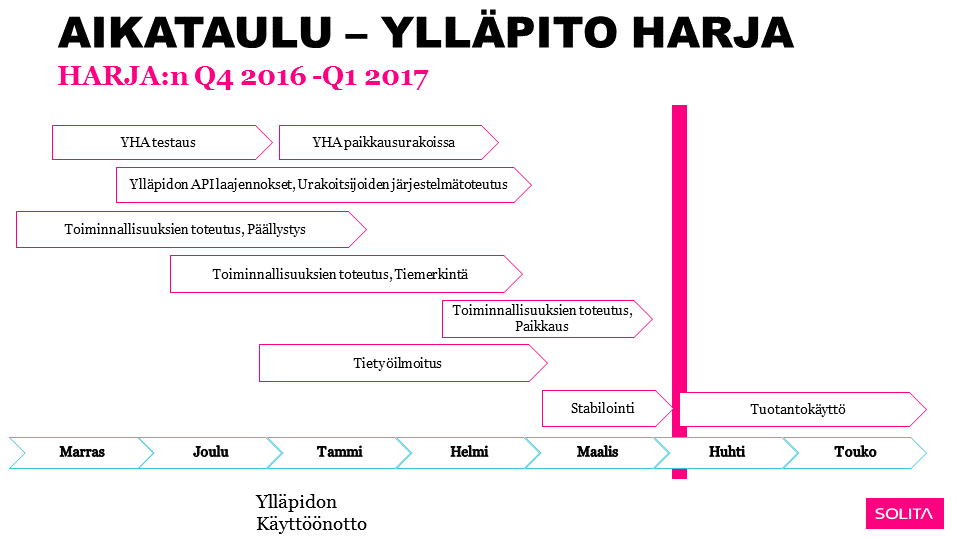 AIKATAULU – YLLÄPITO HARJA
HARJA:n Q4 2016 -Q1 2017
YHA testaus
YHA paikkausurakoissa
Ylläpidon API laajennokset, Urakoitsijoiden järjestelmätoteutus
Toiminnallisuuksien toteutus, Päällystys
Toiminnallisuuksien toteutus, Tiemerkintä
Toiminnallisuuksien toteutus,
Paikkaus
Tietyöilmoitus
Stabilointi
Tuotantokäyttö
Marras
Joulu
Tammi
Helmi
Maalis
Huhti
Touko
Ylläpidon
Käyttöönotto
SOLITA